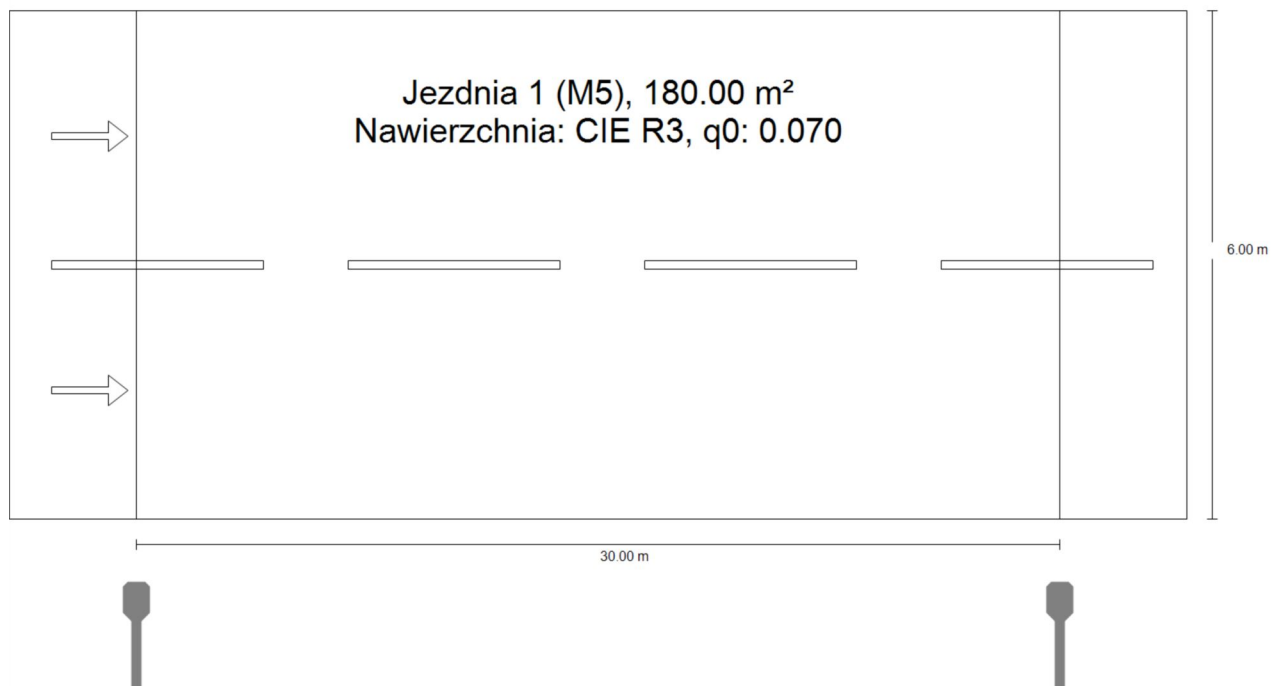 Jezdnia 1 (M5), 180.00 m²
Nawierzchnia: CIE R3, q0: 0.070
6.00 m
30.00 m